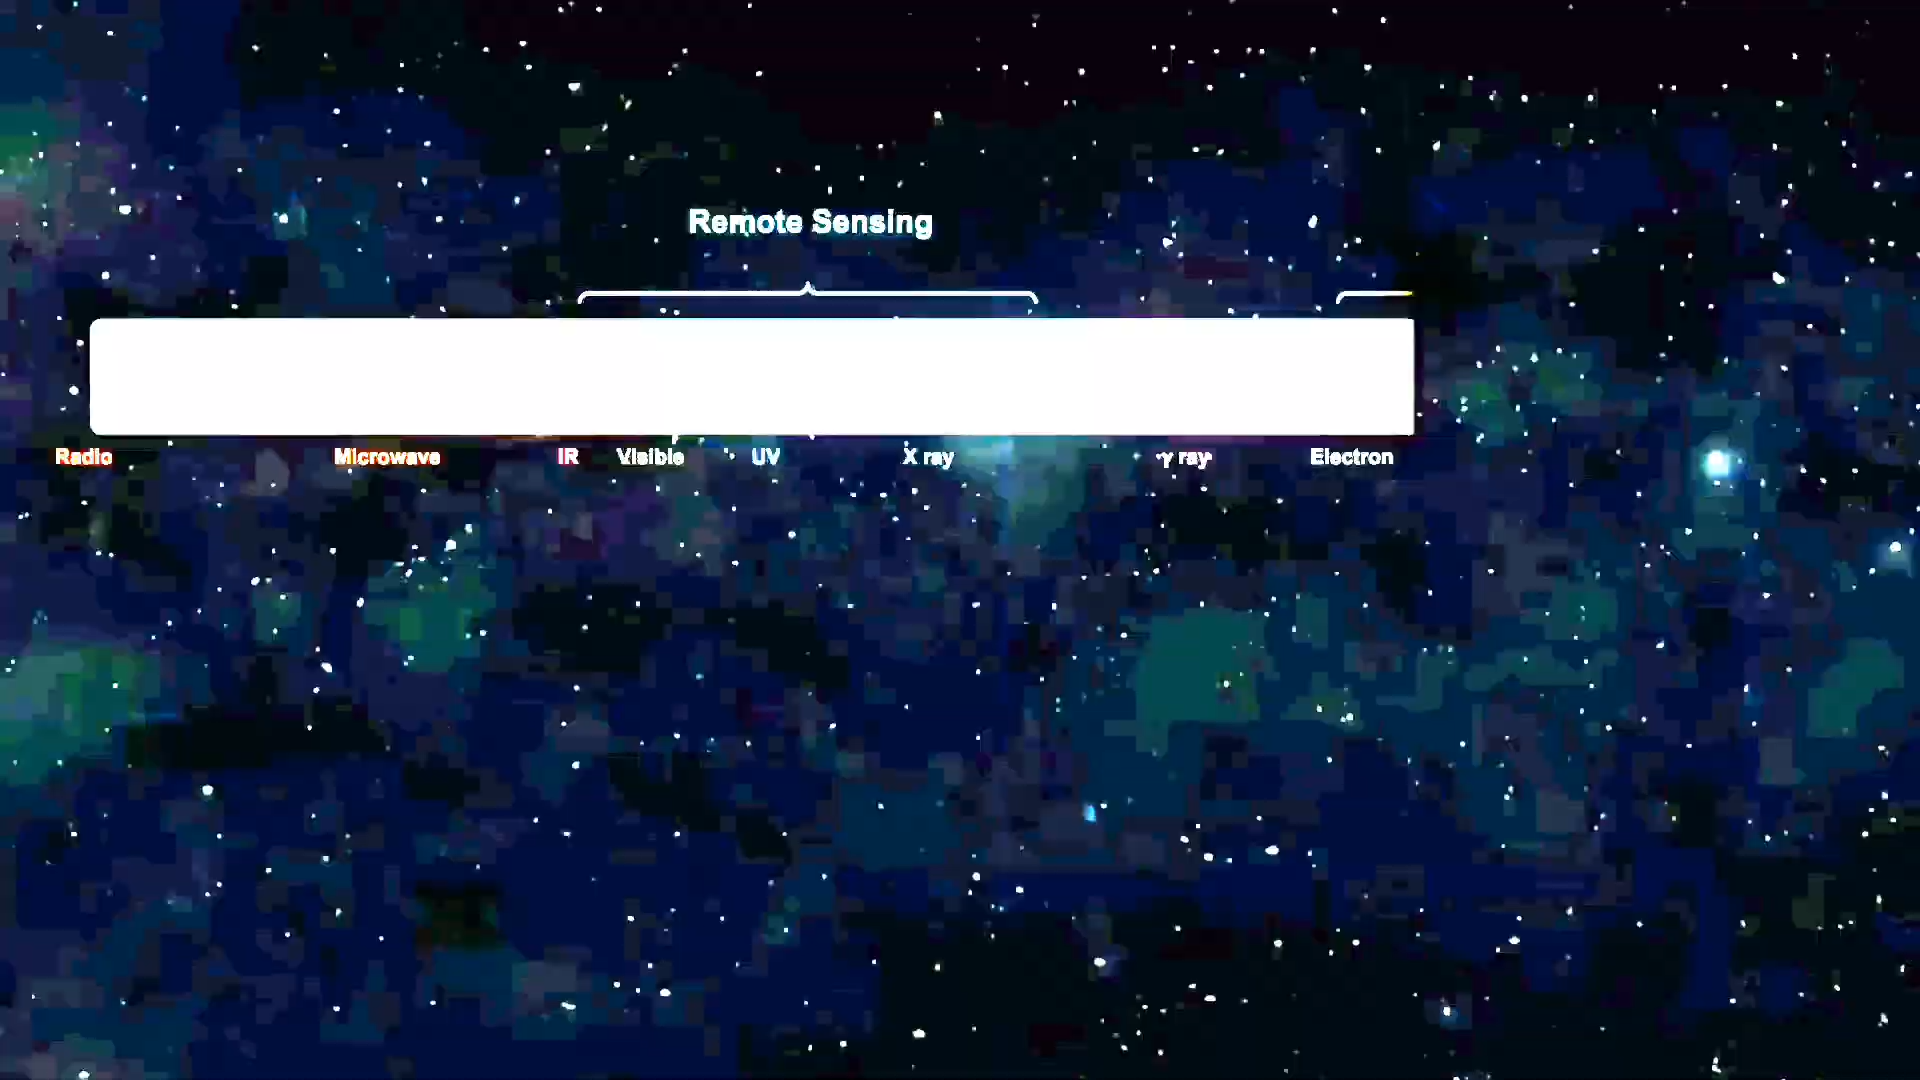 Remote Sensing
Radio Microwave IR Visible UV X ray γ ray Electron